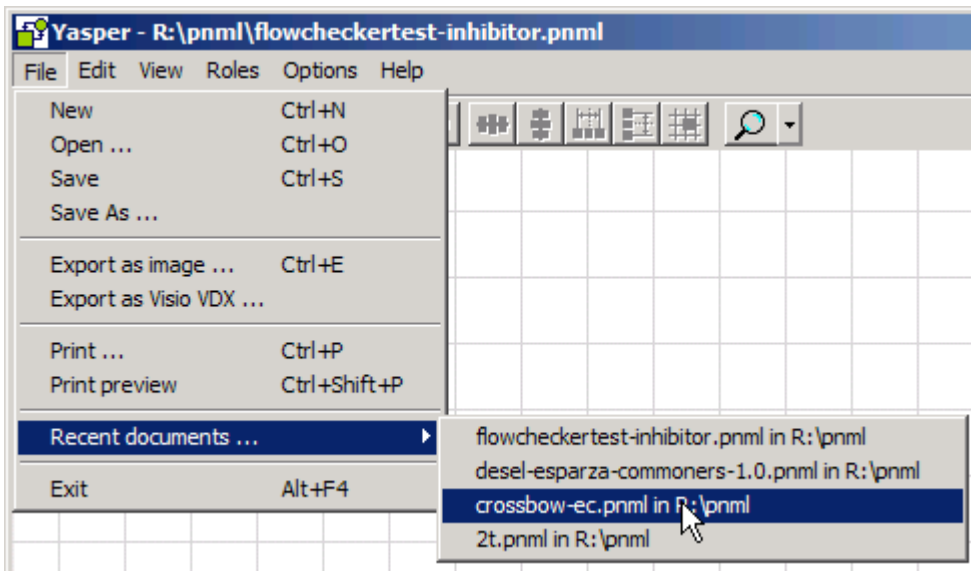 Yasper - R:\pnml\flowcheckertest-inhibitor.pnml
File Edit View Roles Options Help
New Ctrl+N
Open ... Ctrl+O
Save Ctrl+S
Save As ...
Export as image ... Ctrl+E
Export as Visio VDX ...
Print ... Ctrl+P
Print preview Ctrl+Shift+P
Recent documents ...
flowcheckertest-inhibitor.pnml in R:\pnml
desel-esparza-commoners-1.0.pnml in R:\pnml
crossbow-ec.pnml in R:\pnml
2t.pnml in R:\pnml
Exit Alt+F4